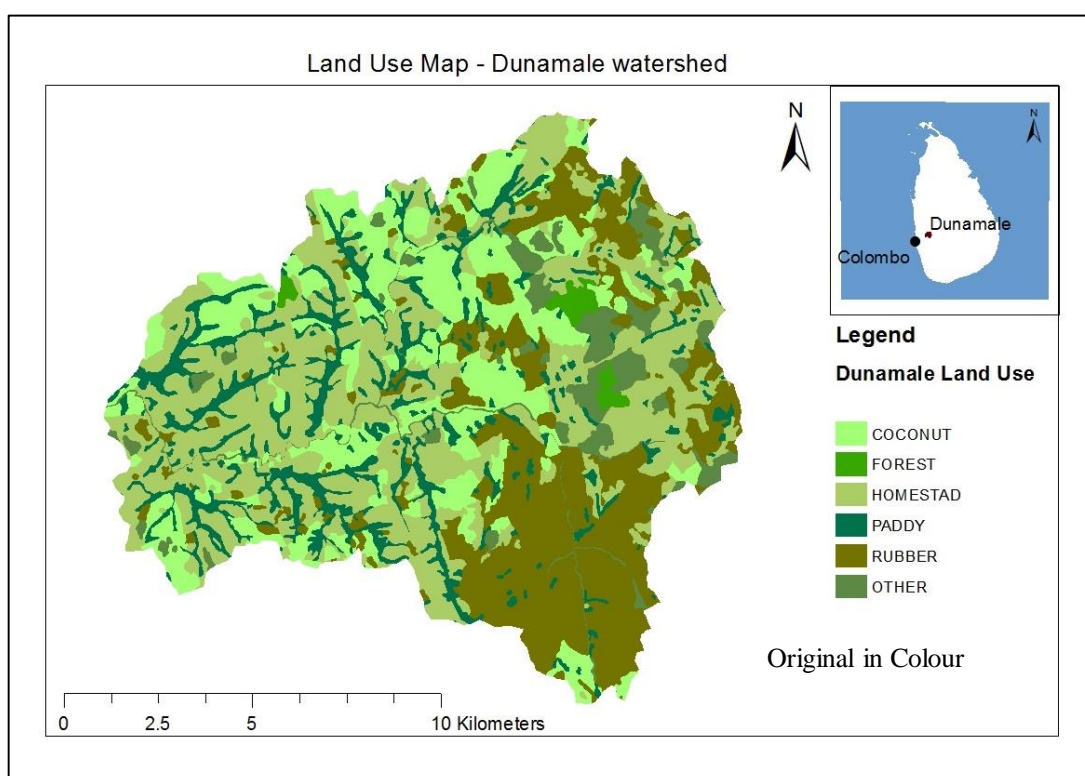 Land Use Map - Dunamale watershed
N
N
Dunamale
Colombo
Legend
Dunamale Land Use
COCONUT
FOREST
HOMESTAD
PADDY
RUBBER
OTHER
Original in Colour
0 2.5 5 10 Kilometers